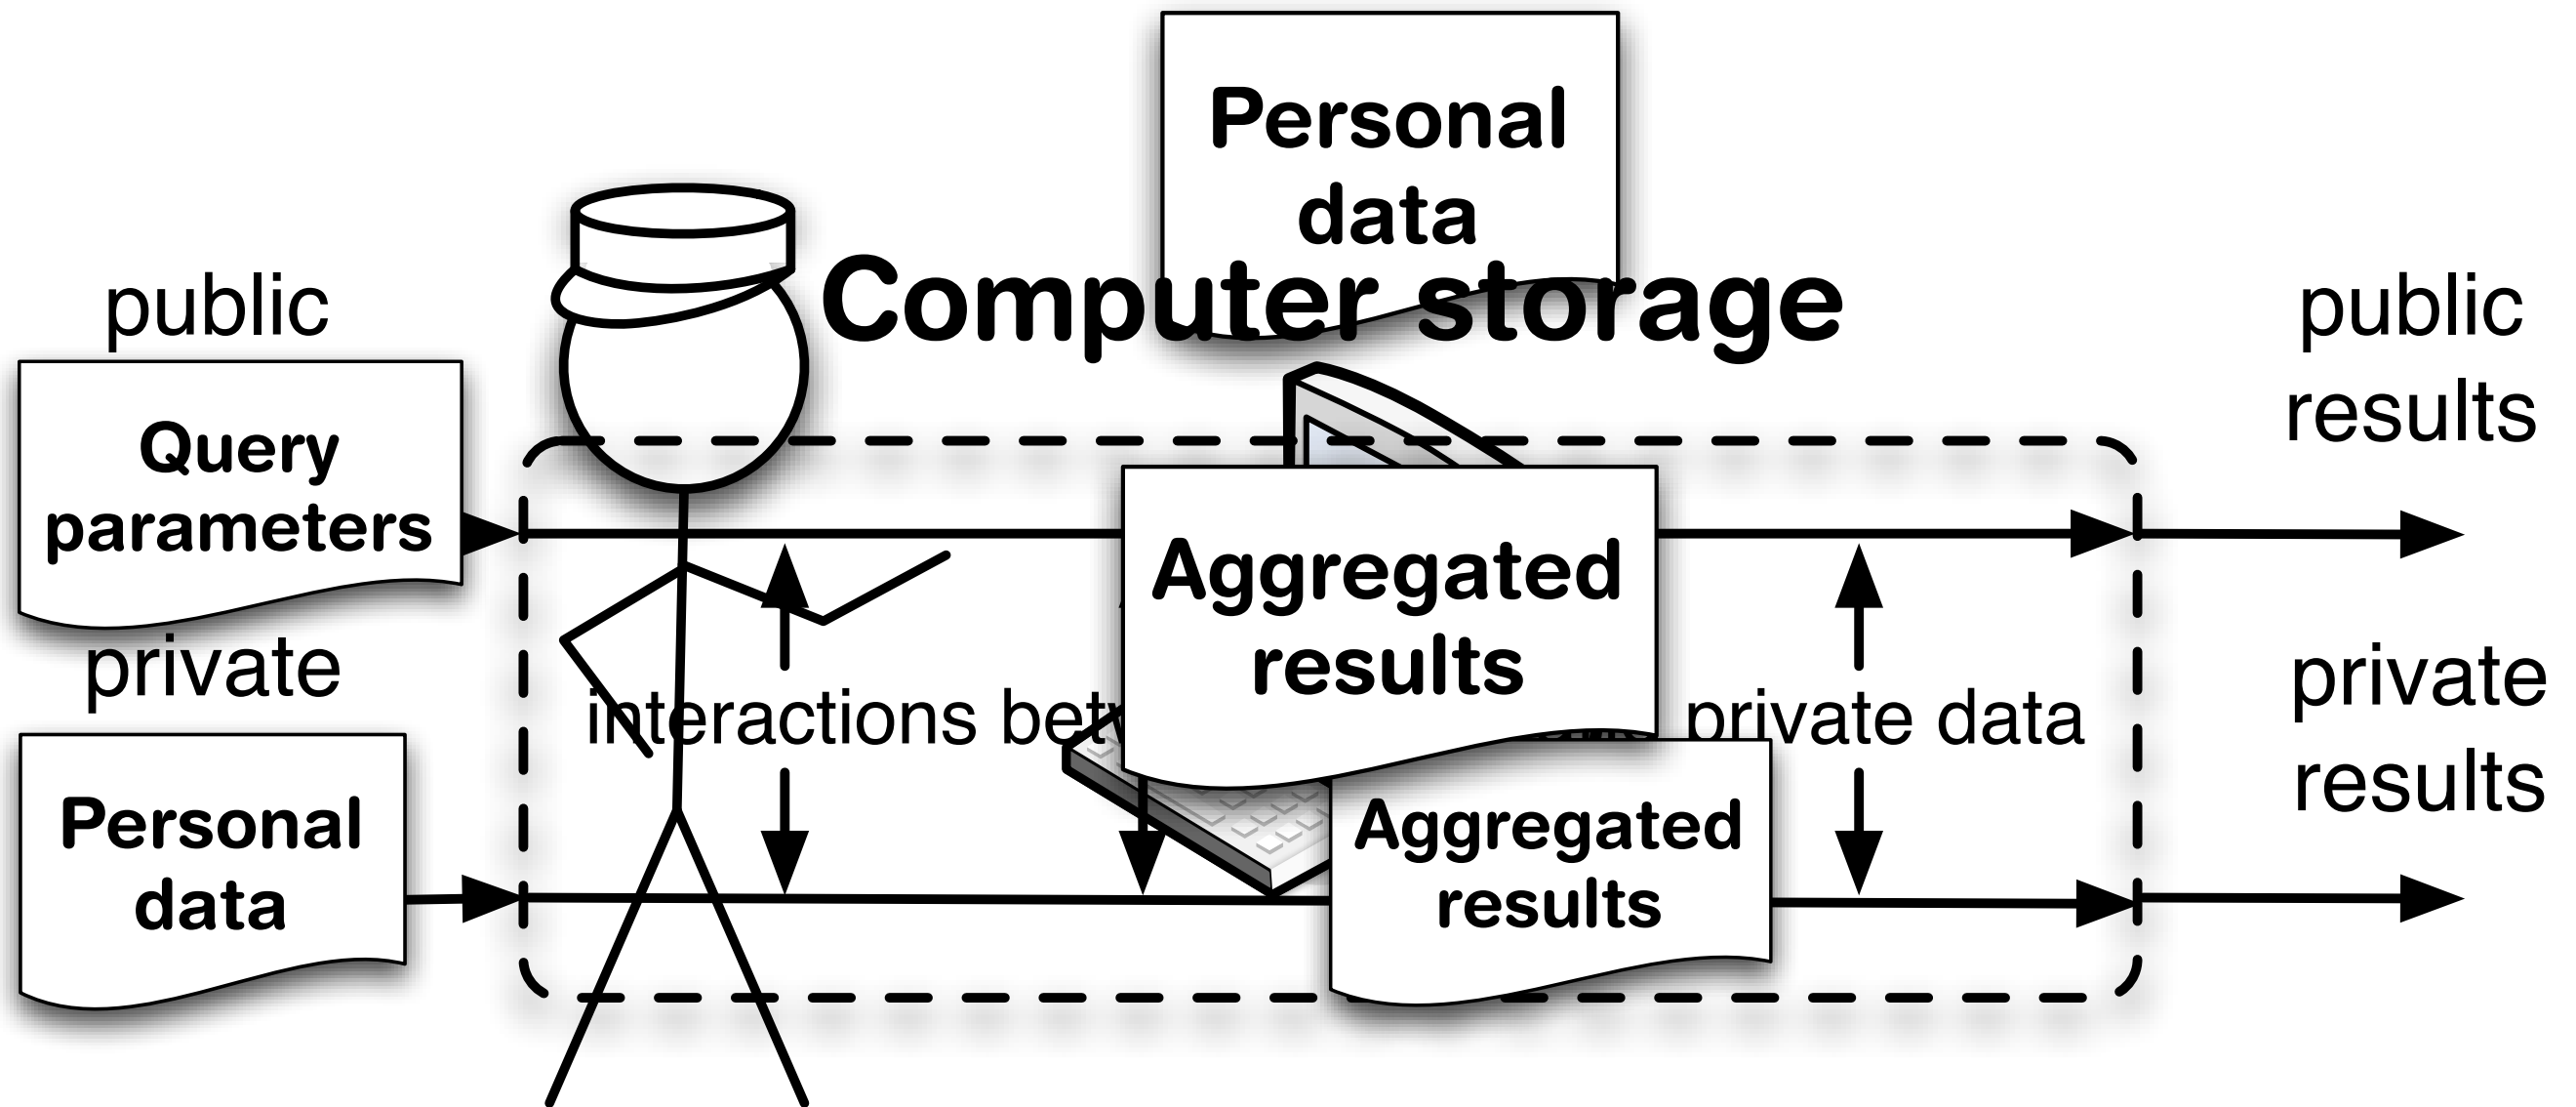 Personal
data
Computer storage
public
Query
parameters
private
Personal
data
interactions
Aggregated
results
private data
Aggregated
results
public
results
private
results